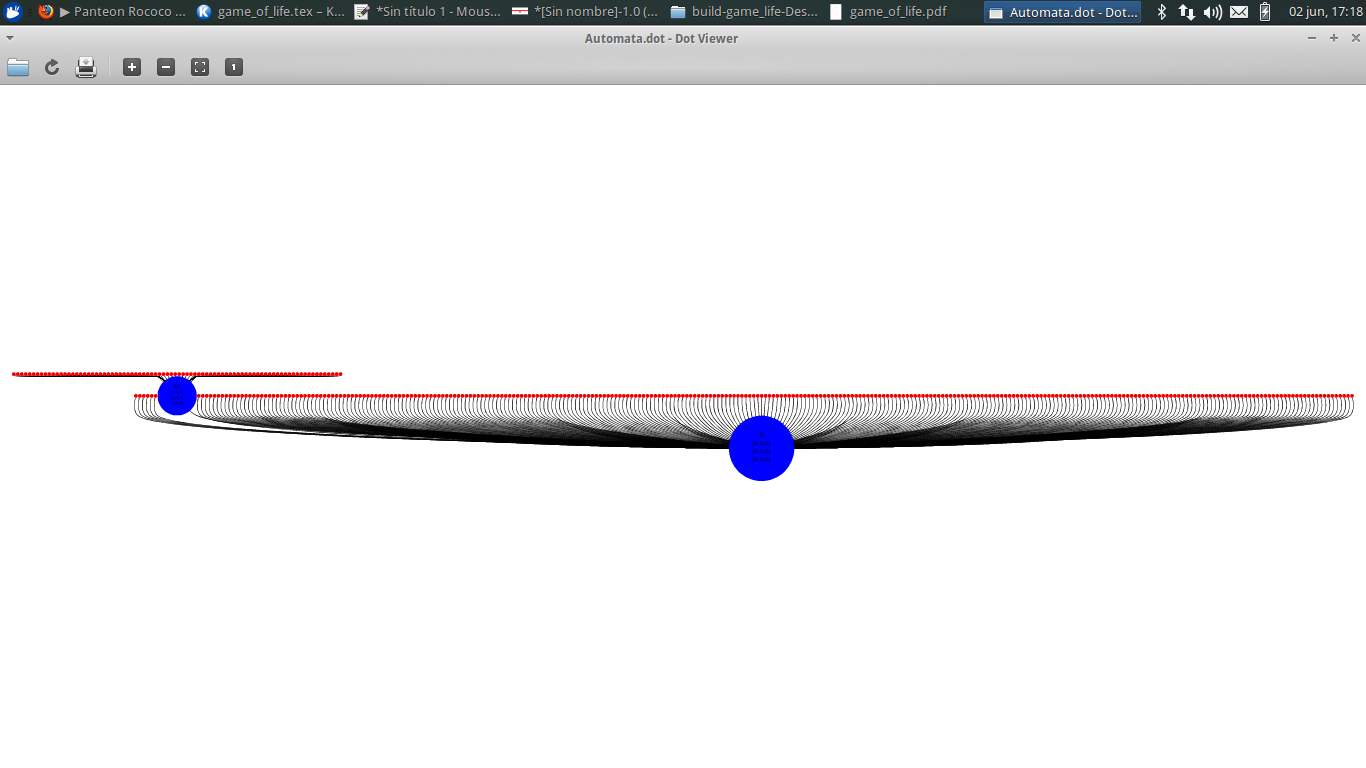 ▶ Panteon Rococo ... game_of_life.tex – K... *Sin título 1 - Mous... *[Sin nombre]-1.0 (... build-game_life-Des... game_of_life.pdf Automata.dot - Dot... 02 jun, 17:18
Automata.dot - Dot Viewer
1